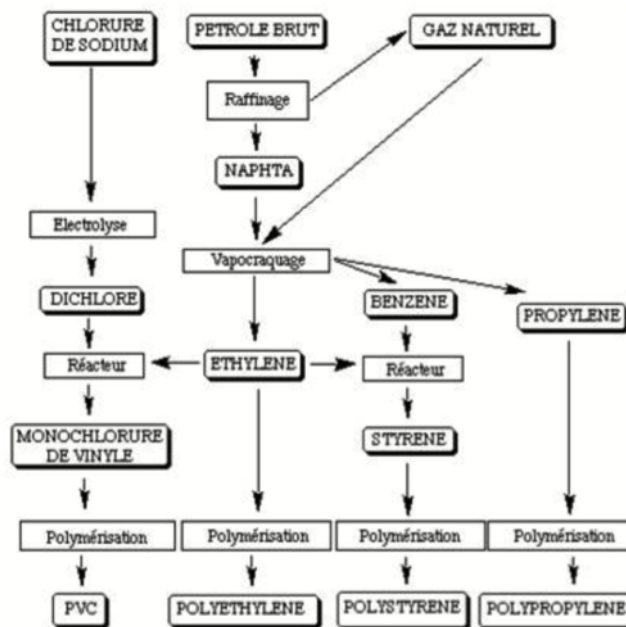 CHLORURE
DE SODIUM
PETROLE BRUT
GAZ NATUREL
Raffinage
NAPHTA
Electrolyse
Vapocraquage
DICHLORE
BENZENE
PROPYLENE
Réacteur
ETHYLENE
Réacteur
MONOCHLORURE
DE VINYLE
STYRENE
Polymérisation
Polymérisation
Polymérisation
Polymérisation
PVC
POLYETHYLENE
POLYSTYRENE
POLYPROPYLENE